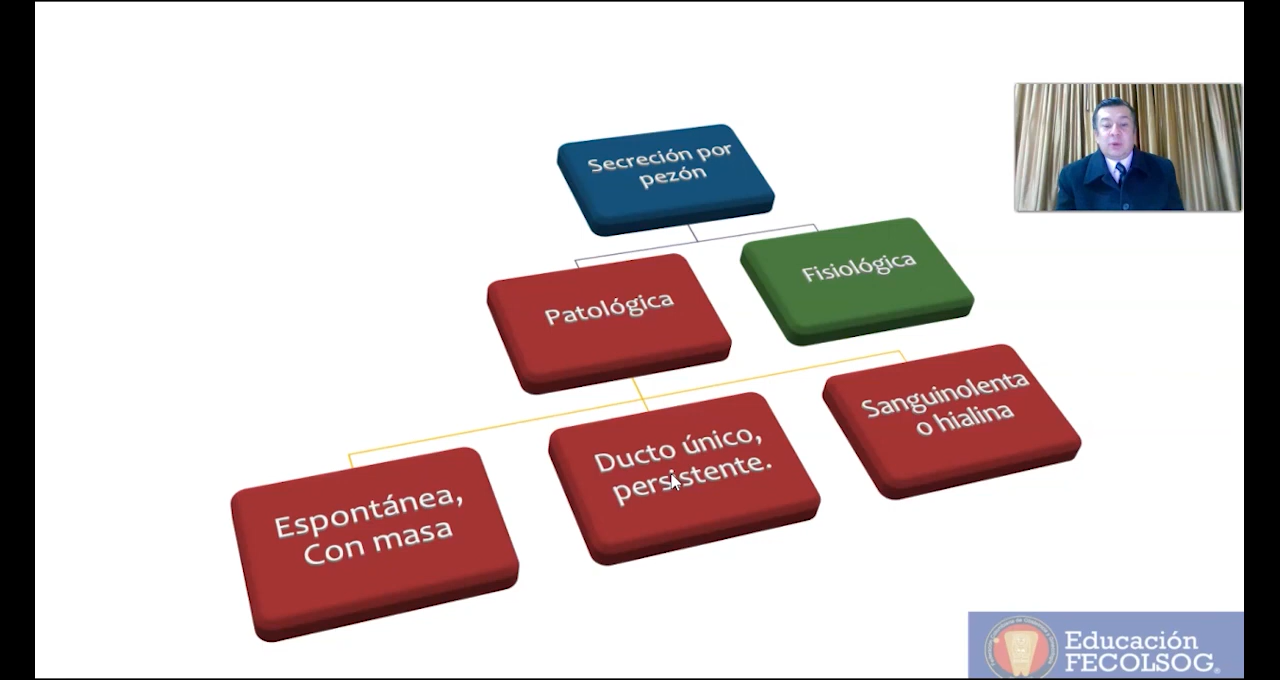 Secreción por
pezón
Patológica
Fisiológica
Espontánea,
Con masa
Ducto único,
persistente.
Sanguinolenta
o hialina
Educación
FECOLSOG®